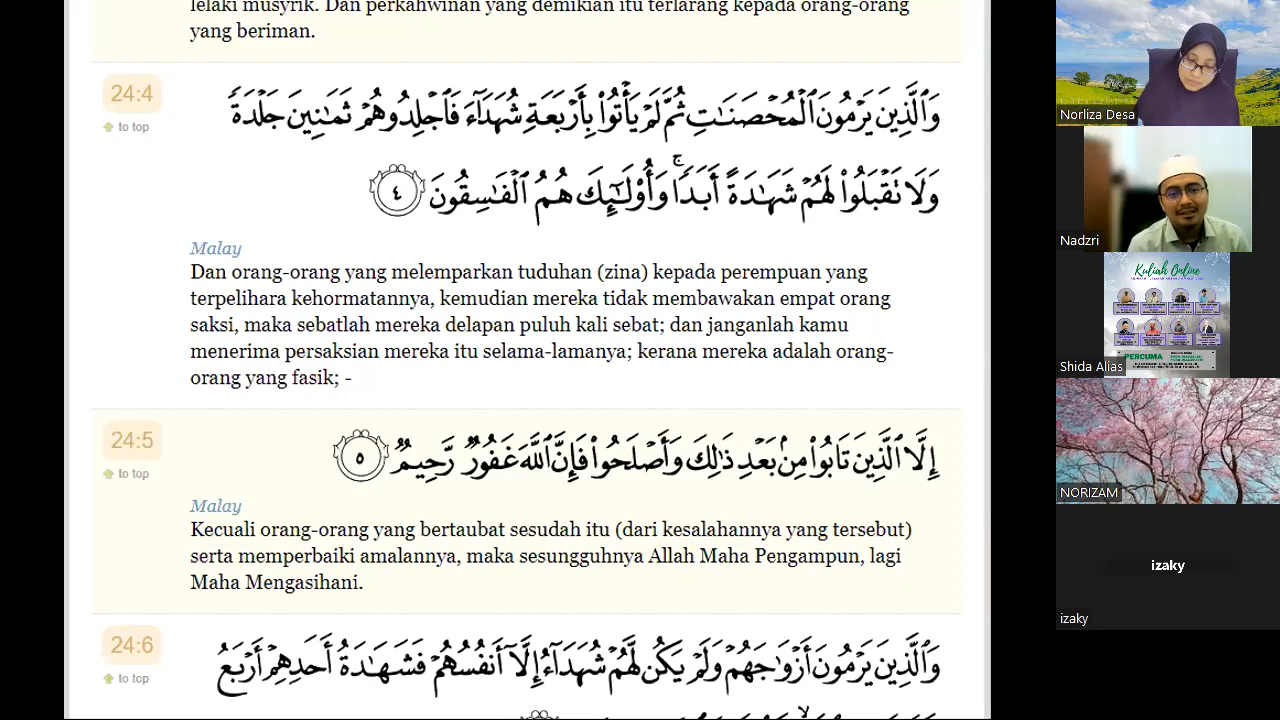 lelaki musyrik. Dan perkahwinan yang demikian itu terlarang kepada orang-orang
yang beriman.
24:4
to top
وَٱلَّذِينَ يَرْمُونَ ٱلْمُحْصَنَـٰتِ ثُمَّ لَمْ يَأْتُوا۟ بِأَرْبَعَةِ شُهَدَآءَ فَٱجْلِدُوهُمْ ثَمَـٰنِينَ جَلْدَةً
وَلَا تَقْبَلُوا۟ لَهُمْ شَهَـٰدَةً أَبَدًا ۚ وَأُو۟لَـٰٓئِكَ هُمُ ٱلْفَـٰسِقُونَ ٤
Malay
Dan orang-orang yang melemparkan tuduhan (zina) kepada perempuan yang
terpelihara kehormatannya, kemudian mereka tidak membawakan empat orang
saksi, maka sebatlah mereka delapan puluh kali sebat; dan janganlah kamu
menerima persaksian mereka itu selama-lamanya; kerana mereka adalah orang-
orang yang fasik; -
24:5
to top
إِلَّا ٱلَّذِينَ تَابُوا۟ مِنۢ بَعْدِ ذَٰلِكَ وَأَصْلَحُوا۟ فَإِنَّ ٱللَّهَ غَفُورٌ رَّحِيمٌ ٥
Malay
Kecuali orang-orang yang bertaubat sesudah itu (dari kesalahannya yang tersebut)
serta memperbaiki amalannya, maka sesungguhnya Allah Maha Pengampun, lagi
Maha Mengasihani.
24:6
to top
وَٱلَّذِينَ يَرْمُونَ أَزْوَٰجَهُمْ وَلَمْ يَكُن لَّهُمْ شُهَدَآءُ إِلَّآ أَنفُسُهُمْ فَشَهَـٰدَةُ أَحَدِهِمْ أَرْبَعُ
Norliza Desa
Nadzri
Kuliah Online
PERCUMA
Shida Alias
NORIZAM
izaky
izaky